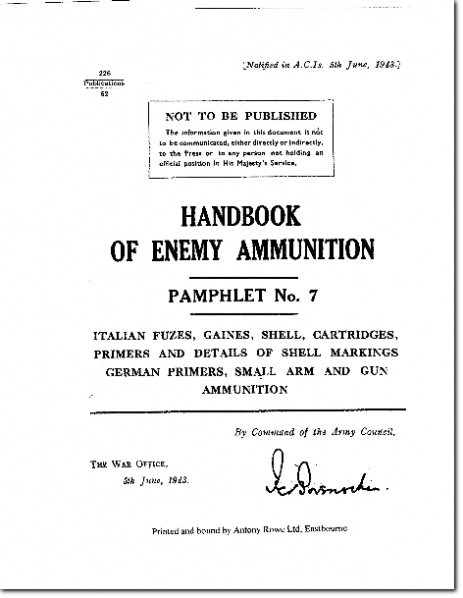 [Notified in A.C.Is. 5th June, 1943.]
226
Publications
62
NOT TO BE PUBLISHED
The information given in this document is not
to be communicated, either directly or indirectly,
to the Press or to any person not holding an
official position in His Majesty's Service.
HANDBOOK
OF ENEMY AMMUNITION
PAMPHLET No. 7
ITALIAN FUZES, GAINES, SHELL, CARTRIDGES,
PRIMERS AND DETAILS OF SHELL MARKINGS
GERMAN PRIMERS, SMALL ARM AND GUN
AMMUNITION
By Command of the Army Council,
THE WAR OFFICE,
5th June, 1943.
Printed and bound by Antony Rowe Ltd, Eastbourne